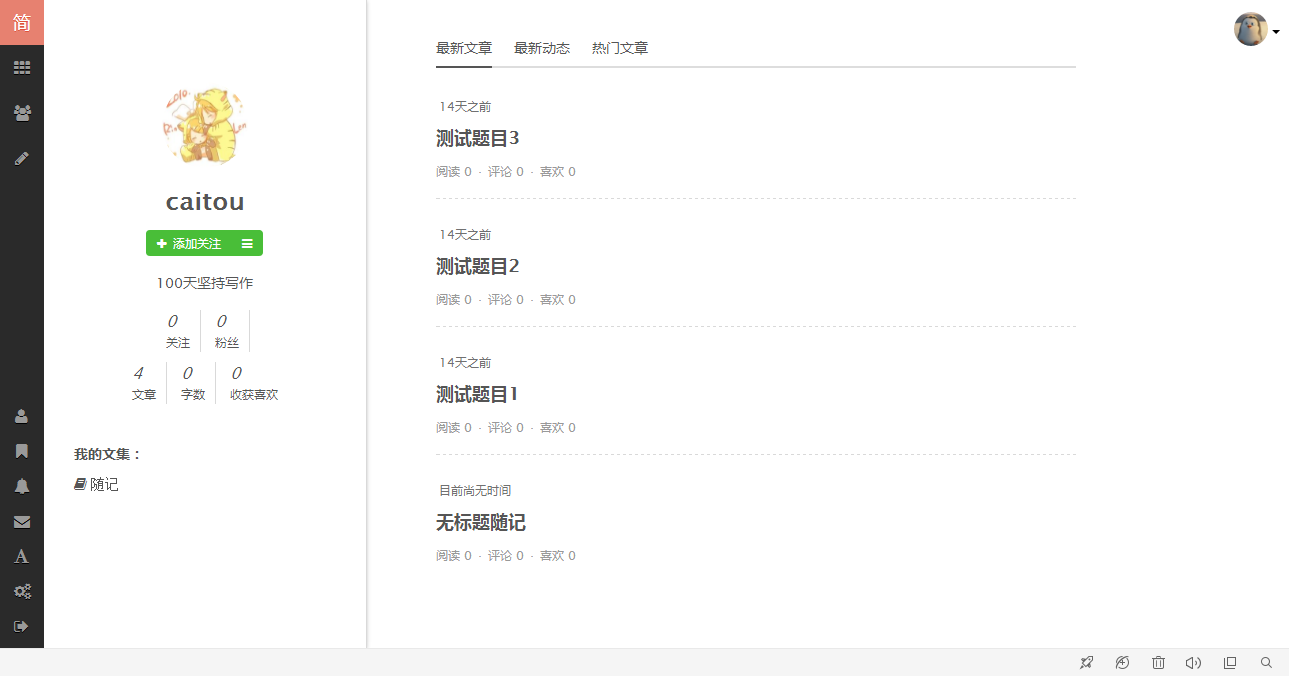 简
caitou
添加关注
100天坚持写作
0 0
关注 粉丝
4 0 0
文章 字数 收获喜欢
我的文集：
随记
最新文章 最新动态 热门文章
14天之前
测试题目3
阅读 0 · 评论 0 · 喜欢 0
14天之前
测试题目2
阅读 0 · 评论 0 · 喜欢 0
14天之前
测试题目1
阅读 0 · 评论 0 · 喜欢 0
目前尚无时间
无标题随记
阅读 0 · 评论 0 · 喜欢 0